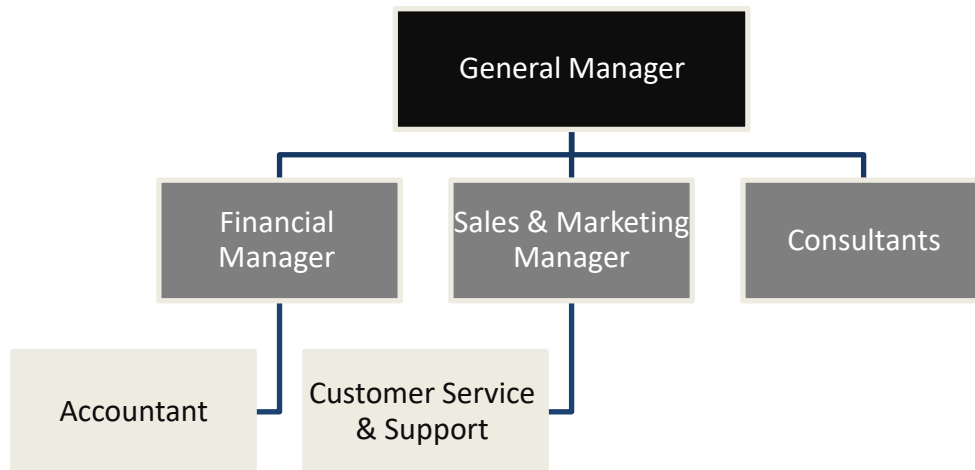 General Manager
Financial
Manager
Sales & Marketing
Manager
Consultants
Accountant
Customer Service
& Support